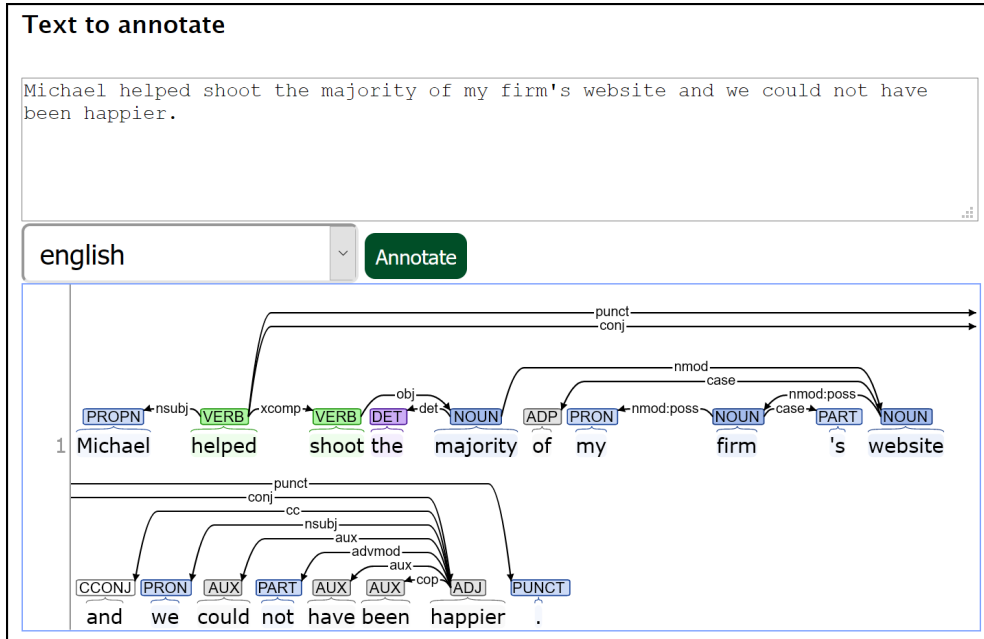 Text to annotate
Michael helped shoot the majority of my firm's website and we could not have
been happier.
english
Annotate
punct
conj
nmod
case
obj nmod:poss
PROPN nsubj VERB xcomp VERB DET det NOUN ADP PRON nmod:poss NOUN case PART NOUN
1 Michael helped shoot the majority of my firm 's website
punct
conj
cc
nsubj
aux
advmod
aux
CCONJ PRON AUX PART AUX AUX cop ADJ PUNCT
and we could not have been happier .